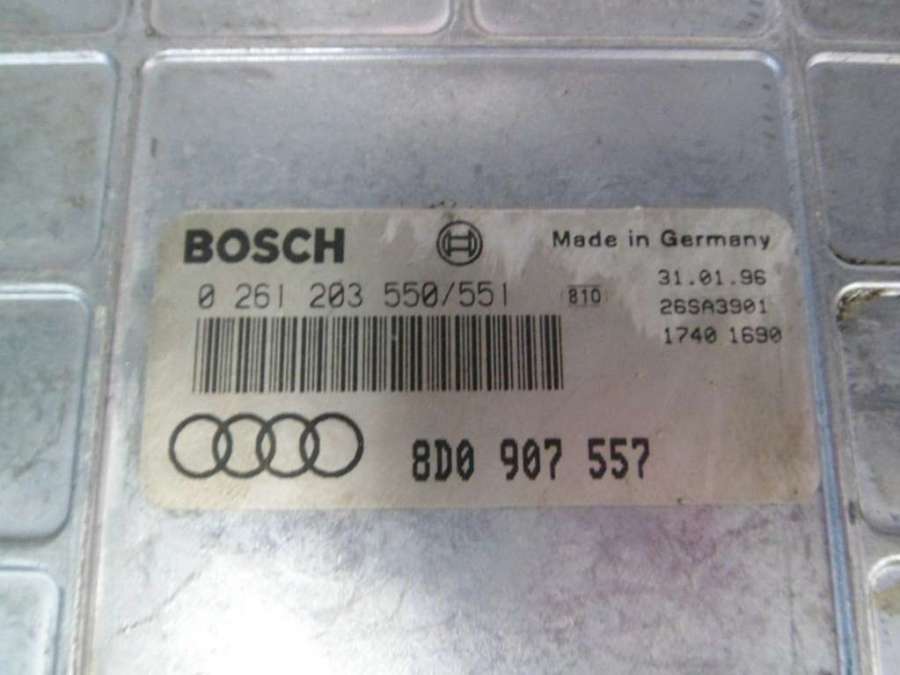 BOSCH
Made in Germany
0 261 203 550/551
810
31.01.96
26SA3901
1740 1690
8D0 907 557